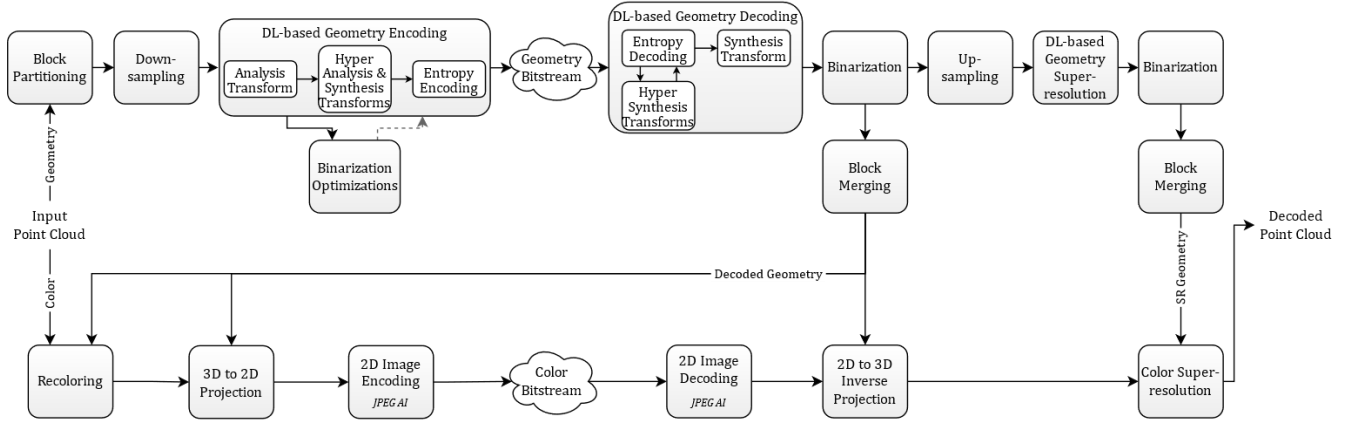 Block
Partitioning
Down-
sampling
DL-based Geometry Encoding
Analysis
Transform
Hyper
Analysis &
Synthesis
Transforms
Entropy
Encoding
Binarization
Optimizations
Geometry
Bitstream
DL-based Geometry Decoding
Entropy
Decoding
Synthesis
Transform
Hyper
Synthesis
Transforms
Binarization
Up-
sampling
DL-based
Geometry
Super-
resolution
Binarization
Block
Merging
Block
Merging
Geometry
Input
Point Cloud
Color
Decoded Geometry
SR Geometry
Decoded
Point Cloud
Recoloring
3D to 2D
Projection
2D Image
Encoding
JPEG AI
Color
Bitstream
2D Image
Decoding
JPEG AI
2D to 3D
Inverse
Projection
Color Super-
resolution